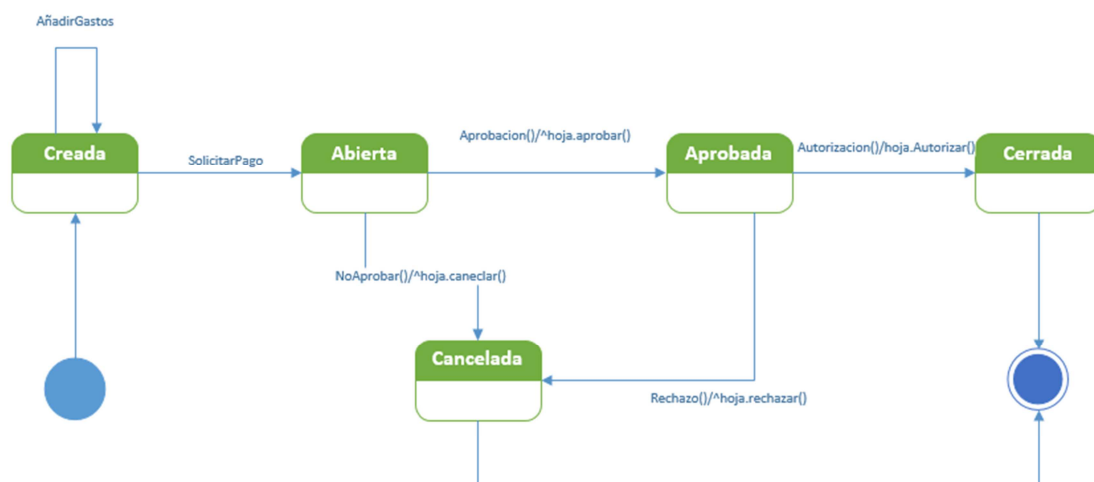 AñadirGastos
Creada
SolicitarPago
Abierta
Aprobacion()/^hoja.aprobar()
Aprobada
Autorizacion()/hoja.Autorizar()
Cerrada
NoAprobar()/^hoja.caneclar()
Cancelada
Rechazo()/^hoja.rechazar()